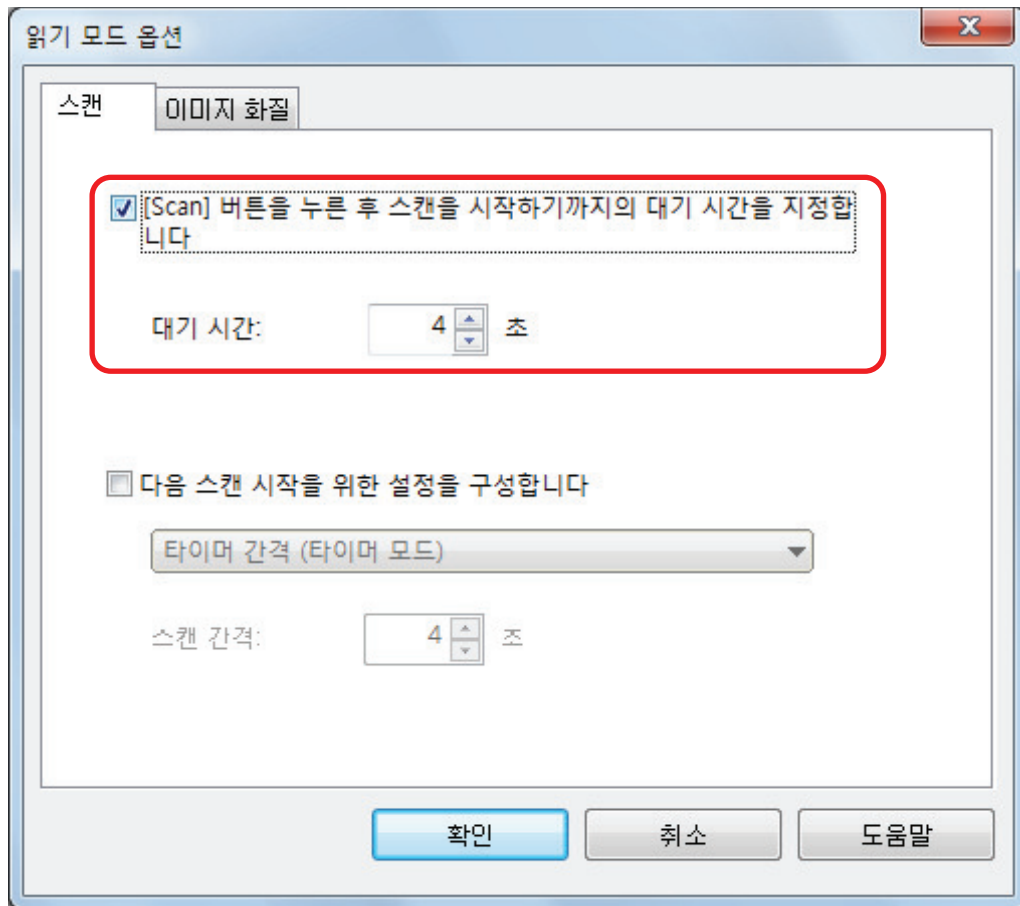 읽기 모드 옵션
스캔
이미지 화질
[Scan] 버튼을 누른 후 스캔을 시작하기까지의 대기 시간을 지정합
니다
대기 시간: 4 초
다음 스캔 시작을 위한 설정을 구성합니다
타이머 간격 (타이머 모드)
스캔 간격: 4 초
확인
취소
도움말